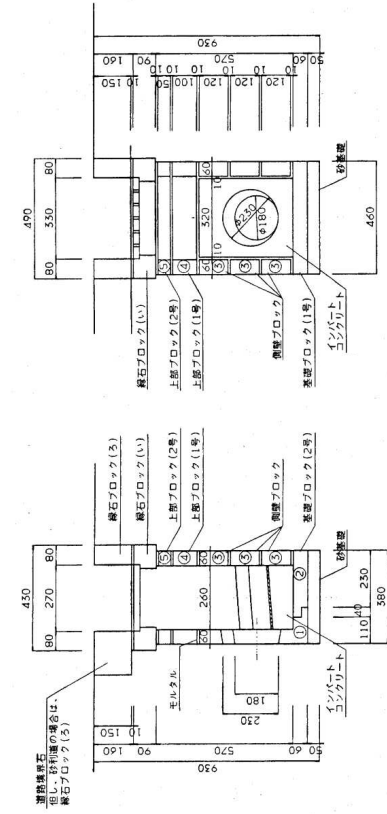 道路境界石
但し、砂利道の場合は、
縁石ブロック(ろ)
430
80
270
80
縁石ブロック(ろ)
縁石ブロック(い)
上部ブロック(2号)
上部ブロック(1号)
側壁ブロック
基礎ブロック(2号)
砂基礎
モルタル
インバート
コンクリート
⑤
④
③
③
③
②
①
60
260
60
180
230
110
40
230
380
10
150
160
90
570
60
50
930
490
80
330
80
縁石ブロック(い)
上部ブロック(2号)
上部ブロック(1号)
側壁ブロック
基礎ブロック(1号)
インバート
コンクリート
砂基礎
⑤
④
③
③
③
60
320
60
10
10
φ230
φ180
460
10
150
50
10
100
10
120
10
120
10
120
10
160
90
570
60
50
930